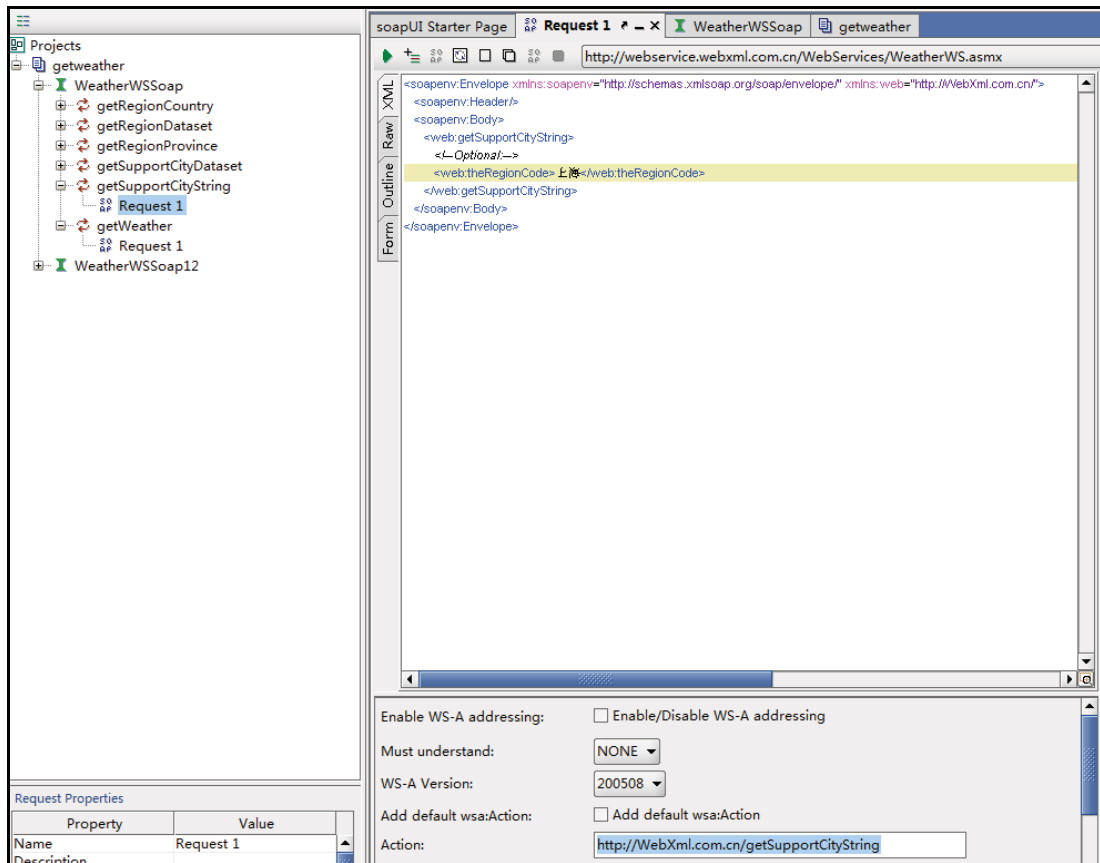 Projects
getweather
WeatherWSSoap
getRegionCountry
getRegionDataset
getRegionProvince
getSupportCityDataset
getSupportCityString
Request 1
getWeather
Request 1
WeatherWSSoap12
Request Properties
Property Value
Name Request 1
Description
soapUI Starter Page Request 1 WeatherWSSoap getweather
http://webservice.webxml.com.cn/WebServices/WeatherWS.asmx
XML
Raw
Outline
Form
<soapenv:Envelope xmlns:soapenv="http://schemas.xmlsoap.org/soap/envelope/" xmlns:web="http://WebXml.com.cn/">
<soapenv:Header/>
<soapenv:Body>
<web:getSupportCityString>
<!--Optional:-->
<web:theRegionCode>上海</web:theRegionCode>
</web:getSupportCityString>
</soapenv:Body>
</soapenv:Envelope>
Enable WS-A addressing: Enable/Disable WS-A addressing
Must understand: NONE
WS-A Version: 200508
Add default wsa:Action: Add default wsa:Action
Action: http://WebXml.com.cn/getSupportCityString